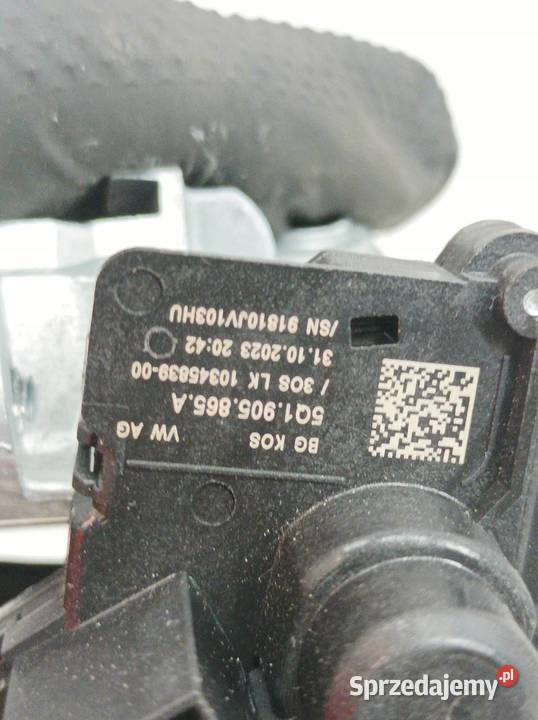 BG KOS VW AG
5Q1.905.865.A
/ 3OS LK 10345839-00
31.10.2023 20:42
/SN 91810JV103HU
Sprzedajemy.pl